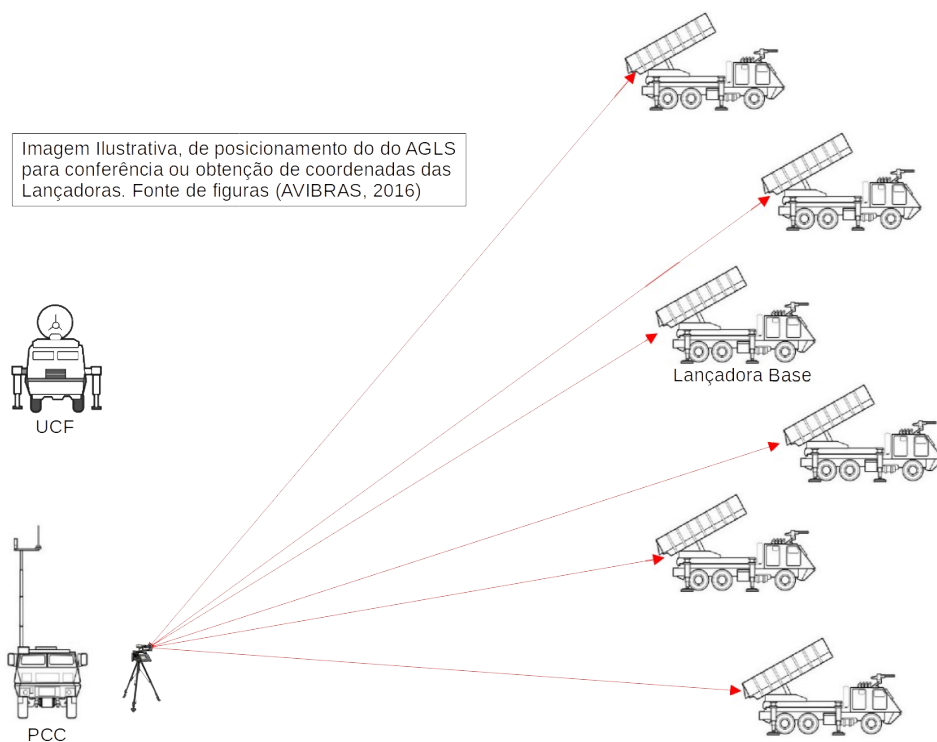 Imagem Ilustrativa, de posicionamento do do AGLS
para conferência ou obtenção de coordenadas das
Lançadoras. Fonte de figuras (AVIBRAS, 2016)
Lançadora Base
UCF
PCC